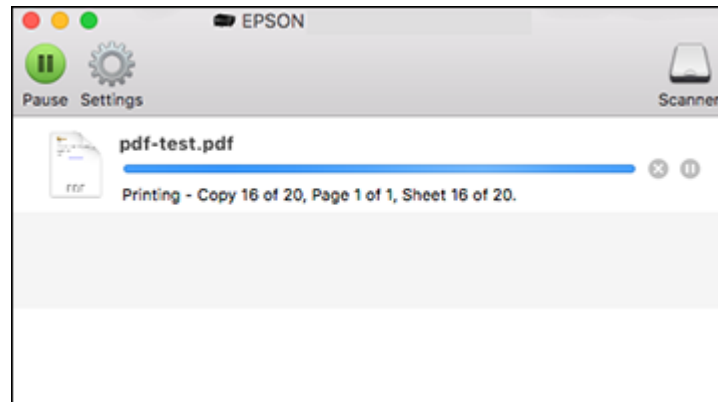 EPSON
Pause Settings
Scanner
pdf-test.pdf
PDF
Printing - Copy 16 of 20, Page 1 of 1, Sheet 16 of 20.